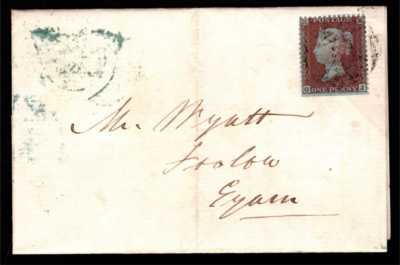 Mr. Wyatt
Foolow
Eyam
ONE PENNY